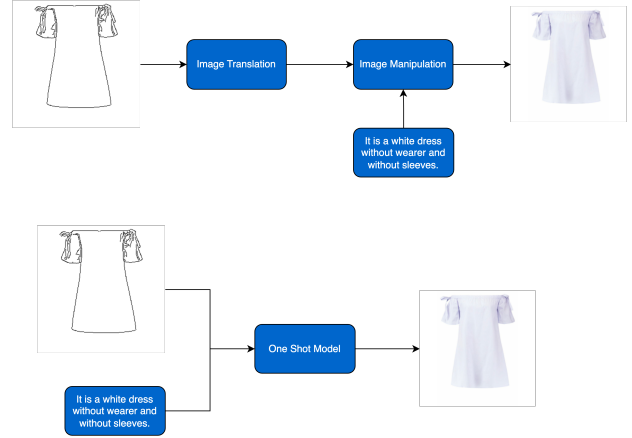 Image Translation
Image Manipulation
It is a white dress
without wearer and
without sleeves.
One Shot Model
It is a white dress
without wearer and
without sleeves.